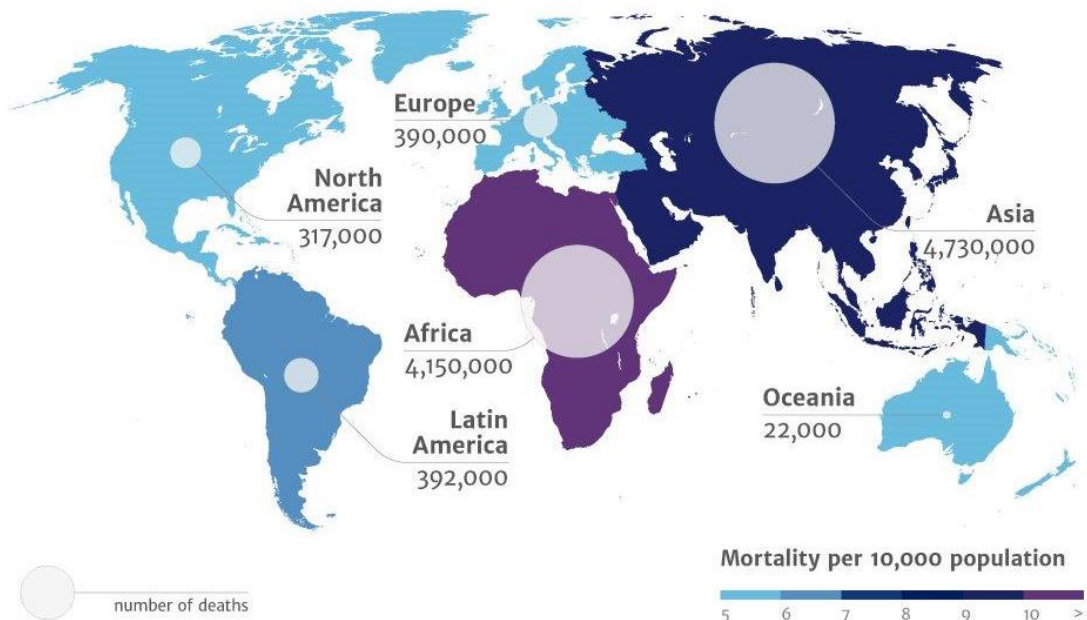 Europe
390,000
North
America
317,000
Asia
4,730,000
Africa
4,150,000
Latin
America
392,000
Oceania
22,000
Mortality per 10,000 population
5 6 7 8 9 10 >
number of deaths